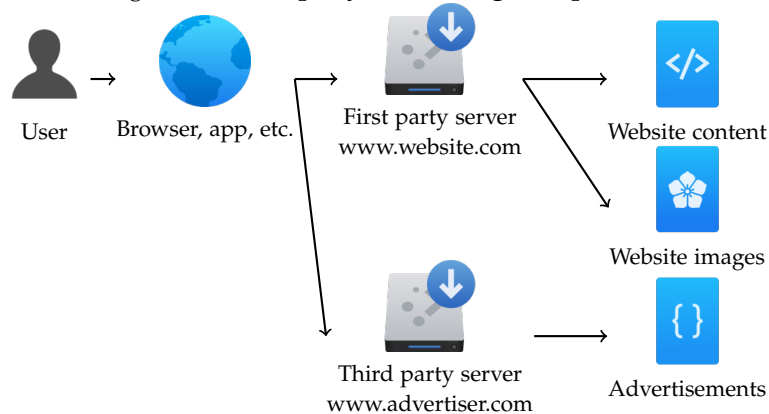 User
Browser, app, etc.
First party server
www.website.com
</>
Website content
Website images
Third party server
www.advertiser.com
{ }
Advertisements